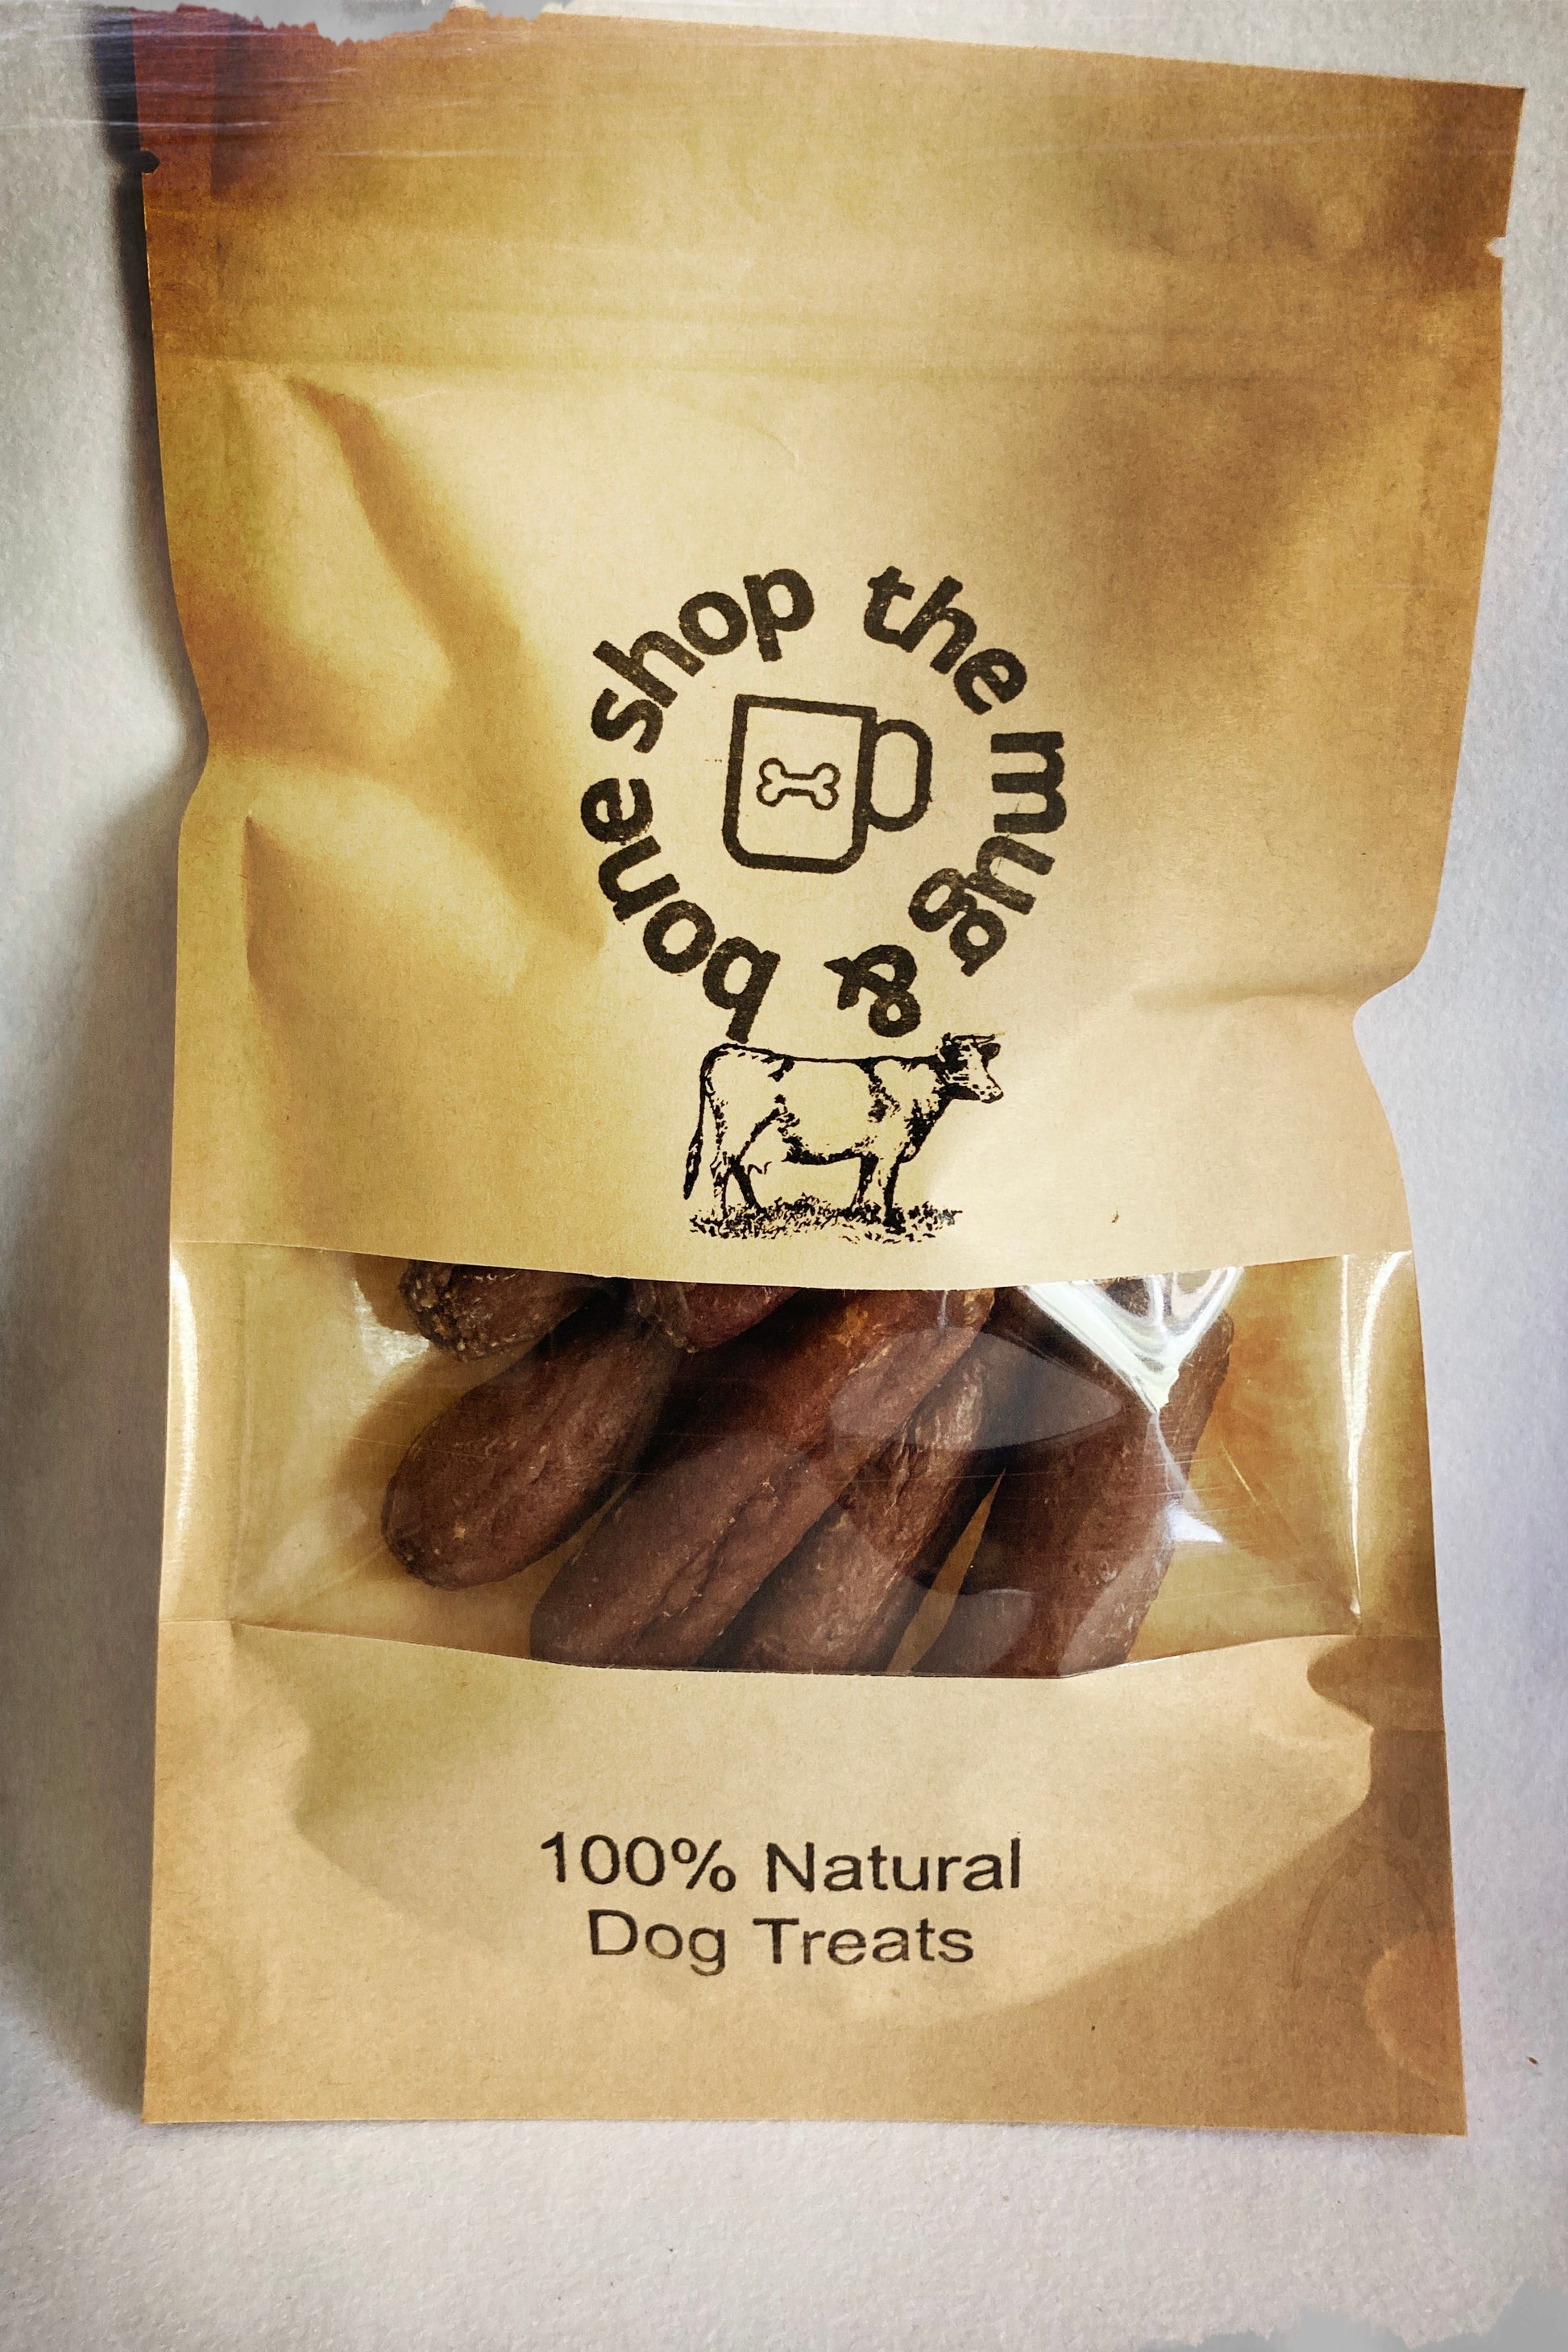 the mug & bone shop
100% Natural
Dog Treats